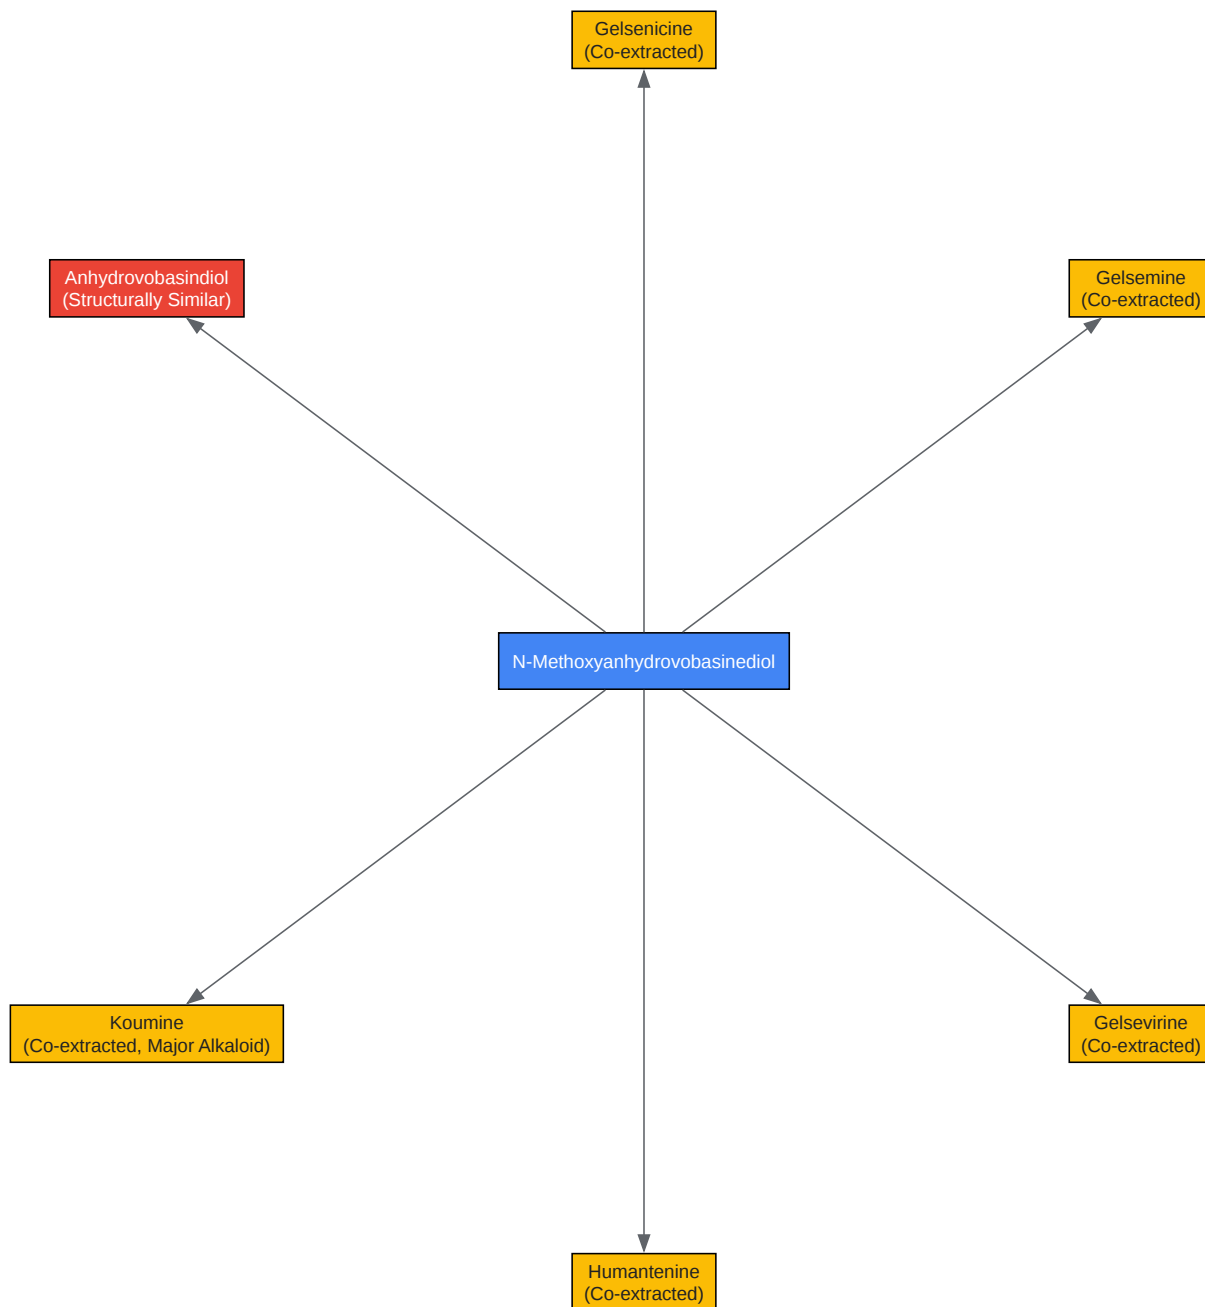 Gelsenicine
(Co-extracted)
Anhydrovobasindiol
(Structurally Similar)
Gelsemine
(Co-extracted)
N-Methoxyanhydrovobasinediol
Koumine
(Co-extracted, Major Alkaloid)
Gelsevirine
(Co-extracted)
Humantenine
(Co-extracted)